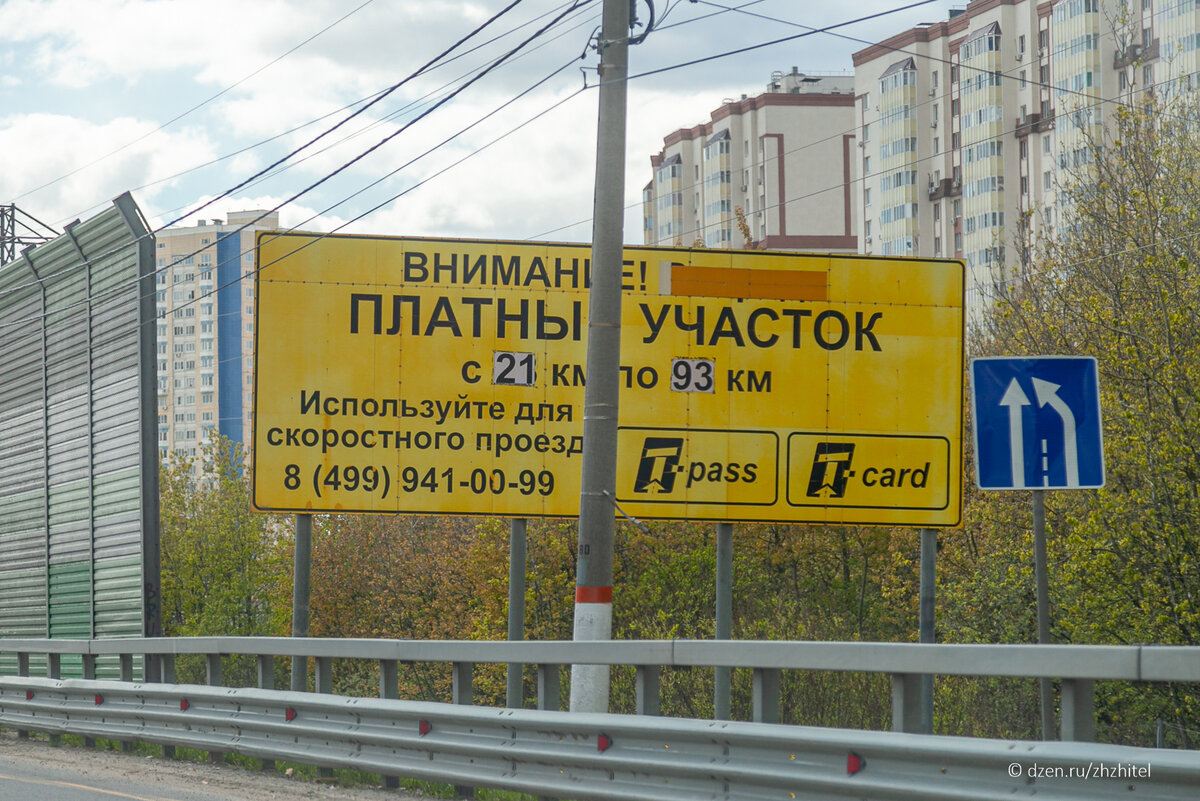 ВНИМАНИЕ!
ПЛАТНЫ УЧАСТОК
с 21 км по 93 км
Используйте для
скоростного проезд
8 (499) 941-00-99
T-pass
T-card
80
© dzen.ru/zhzhitel